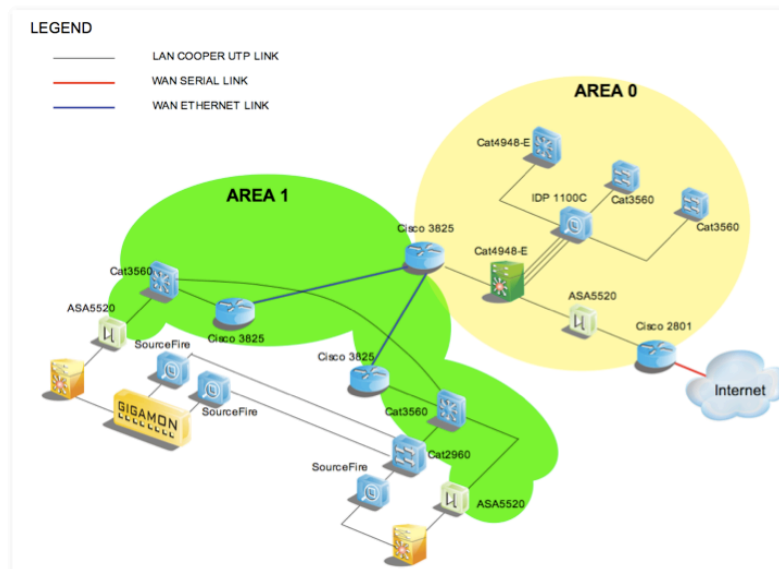 LEGEND
LAN COOPER UTP LINK
WAN SERIAL LINK
WAN ETHERNET LINK
AREA 0
Cat4948-E
IDP 1100C
Cat3560
Cat3560
AREA 1
Cisco 3825
Cat4948-E
Cat3560
ASA5520
ASA5520
Cisco 3825
Cisco 2801
SourceFire
Cisco 3825
Internet
SourceFire
Cat3560
GIGAMON
Cat2960
SourceFire
ASA5520